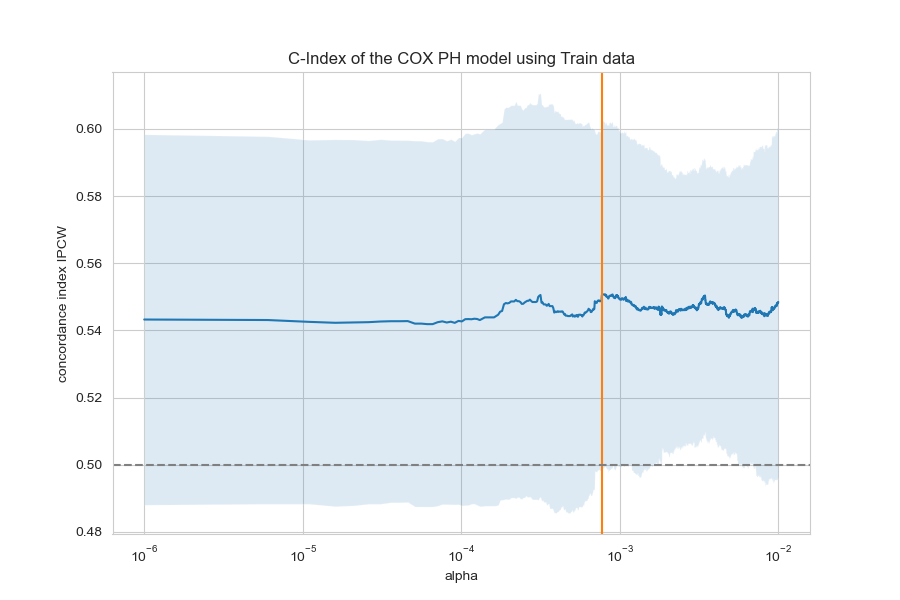 C-Index of the COX PH model using Train data
concordance index IPCW
0.60
0.58
0.56
0.54
0.52
0.50
0.48
10⁻⁶ 10⁻⁵ 10⁻⁴ 10⁻³ 10⁻²
alpha